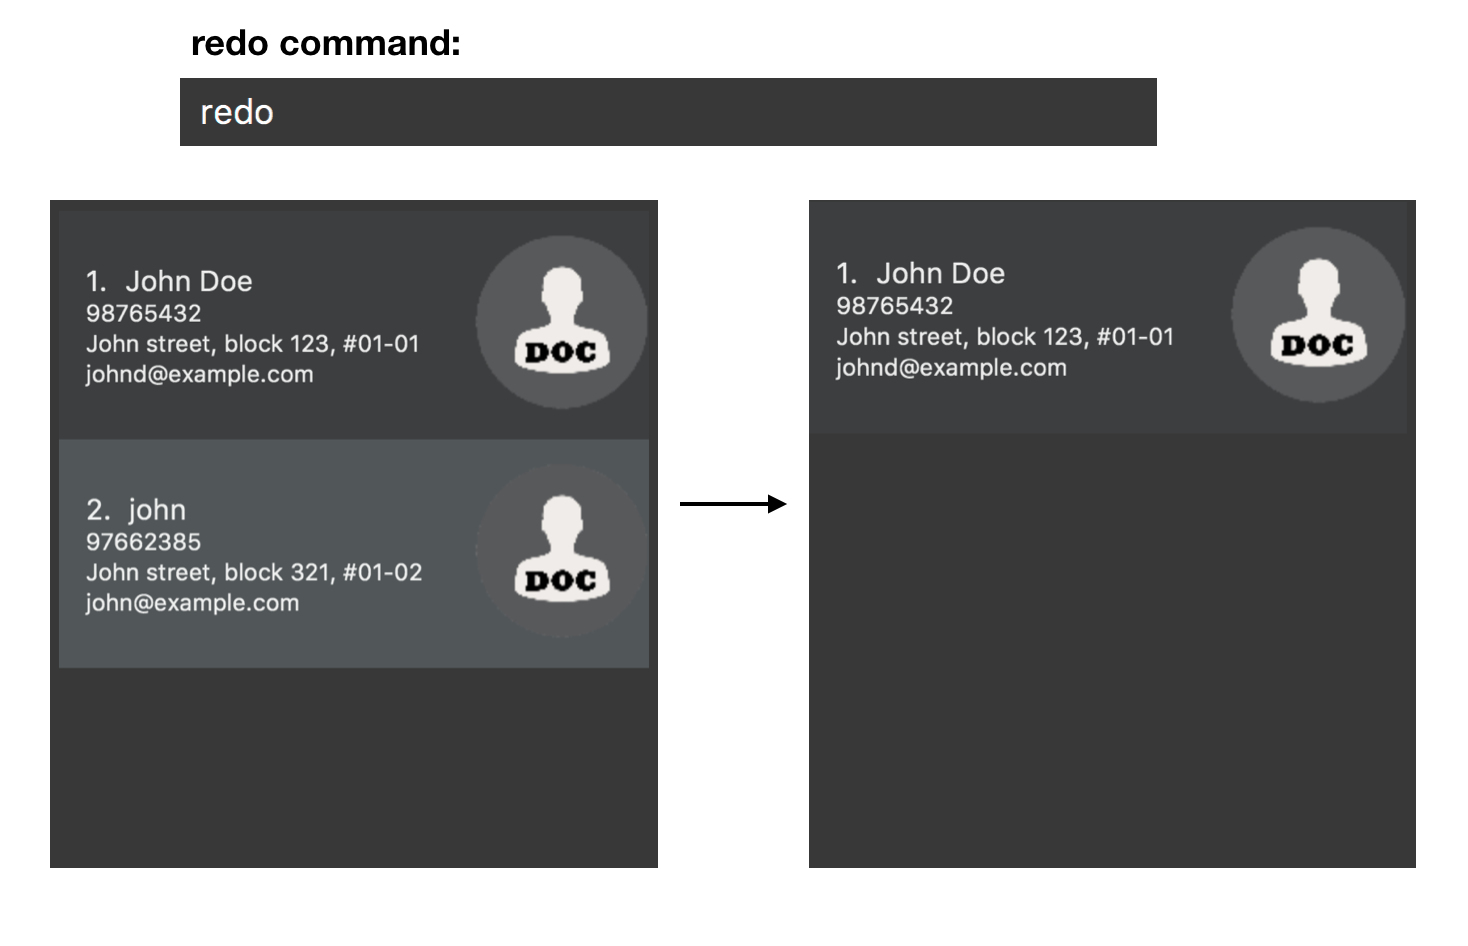 redo command:
redo
1. John Doe
98765432
John street, block 123, #01-01
johnd@example.com
DOC
2. john
97662385
John street, block 321, #01-02
john@example.com
DOC
1. John Doe
98765432
John street, block 123, #01-01
johnd@example.com
DOC